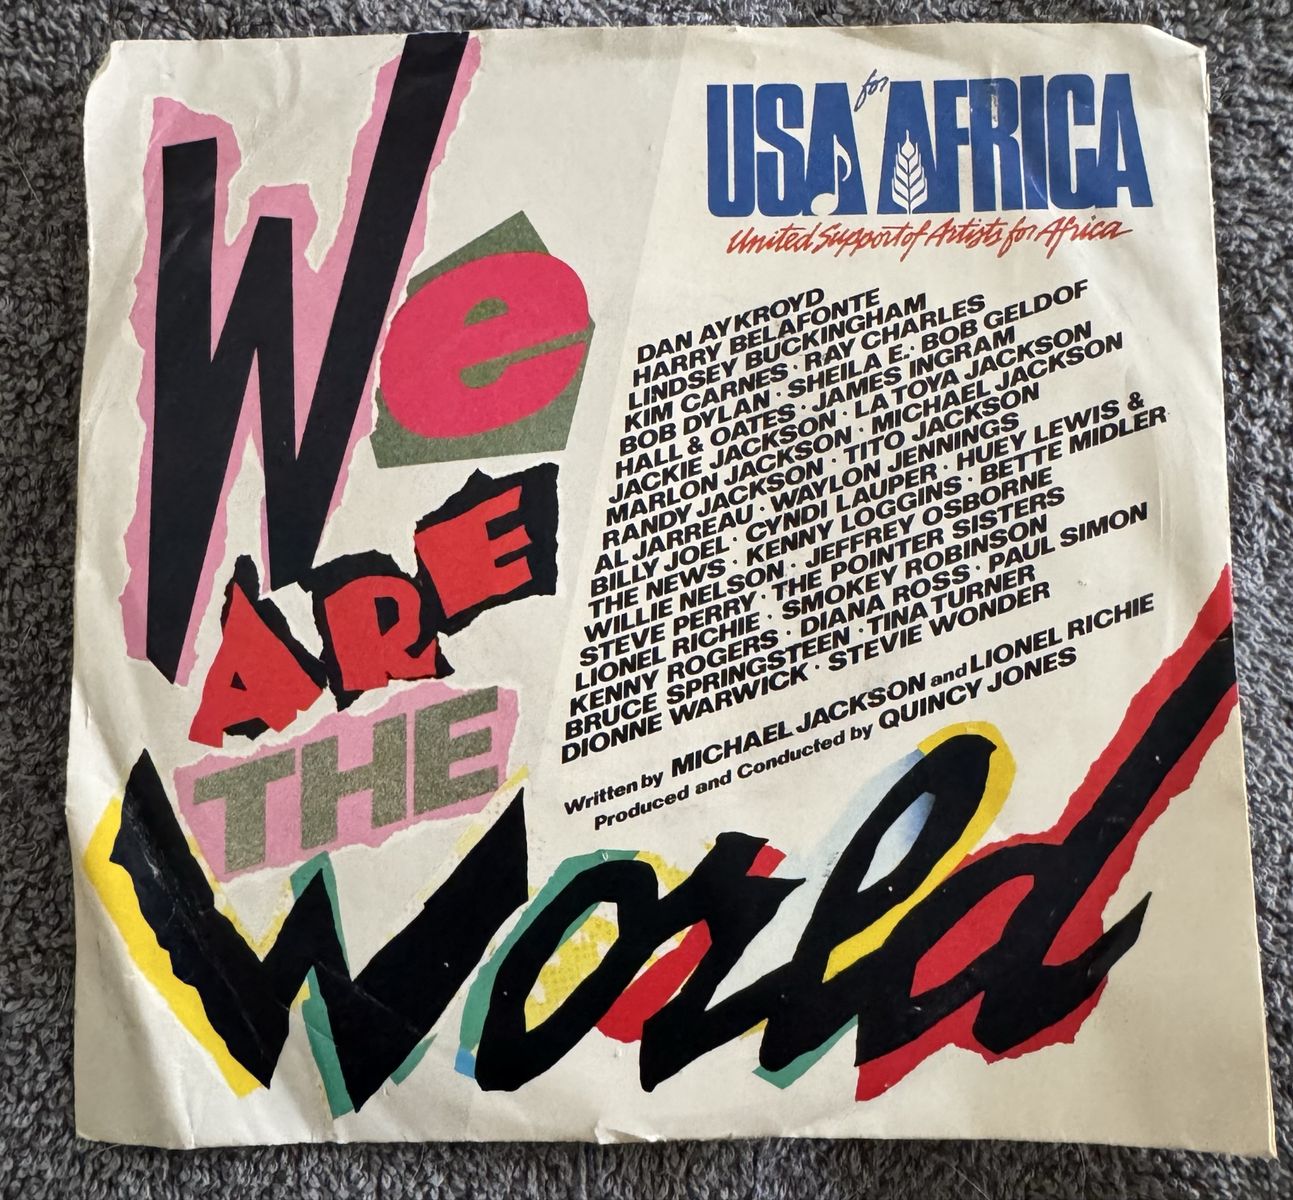 We
ARE
THE
World
USA for AFRICA
United Support of Artists for Africa
DAN AYKROYD
HARRY BELAFONTE
LINDSEY BUCKINGHAM
KIM CARNES · RAY CHARLES
BOB DYLAN · SHEILA E. · BOB GELDOF
HALL & OATES · JAMES INGRAM
JACKIE JACKSON · LA TOYA JACKSON
MARLON JACKSON · MICHAEL JACKSON
RANDY JACKSON · TITO JACKSON
AL JARREAU · WAYLON JENNINGS
BILLY JOEL · CYNDI LAUPER · HUEY LEWIS &
THE NEWS · KENNY LOGGINS · BETTE MIDLER
WILLIE NELSON · JEFFREY OSBORNE
STEVE PERRY · THE POINTER SISTERS
LIONEL RICHIE · SMOKEY ROBINSON
KENNY ROGERS · DIANA ROSS · PAUL SIMON
BRUCE SPRINGSTEEN · TINA TURNER
DIONNE WARWICK · STEVIE WONDER
Written by MICHAEL JACKSON and LIONEL RICHIE
Produced and Conducted by QUINCY JONES